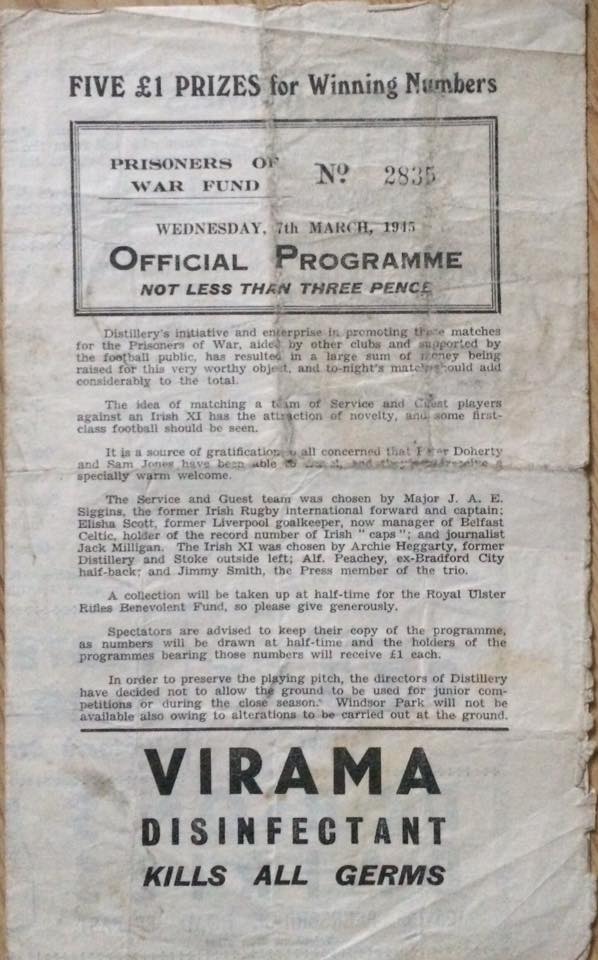 FIVE £1 PRIZES for Winning Numbers
PRISONERS OF
WAR FUND
Nº 2835
WEDNESDAY, 7th MARCH, 1945
OFFICIAL PROGRAMME
NOT LESS THAN THREE PENCE
Distillery's initiative and enterprise in promoting these matches
for the Prisoners of War, aided by other clubs and supported by
the football public, has resulted in a large sum of money being
raised for this very worthy object, and to-night's match should add
considerably to the total.
The idea of matching a team of Service and Guest players
against an Irish XI has the attraction of novelty, and some first-
class football should be seen.
It is a source of gratification to all concerned that Peter Doherty
and Sam Jones have been able to and they receive a
specially warm welcome.
The Service and Guest team was chosen by Major J. A. E.
Siggins, the former Irish Rugby international forward and captain;
Elisha Scott, former Liverpool goalkeeper, now manager of Belfast
Celtic, holder of the record number of Irish " caps "; and journalist
Jack Milligan. The Irish XI was chosen by Archie Heggarty, former
Distillery and Stoke outside left; Alf. Peachey, ex-Bradford City
half-back; and Jimmy Smith, the Press member of the trio.
A collection will be taken up at half-time for the Royal Ulster
Rifles Benevolent Fund, so please give generously.
Spectators are advised to keep their copy of the programme,
as numbers will be drawn at half-time and the holders of the
programmes bearing those numbers will receive £1 each.
In order to preserve the playing pitch, the directors of Distillery
have decided not to allow the ground to be used for junior com-
petitions or during the close season. Windsor Park will not be
available also owing to alterations to be carried out at the ground.
VIRAMA
DISINFECTANT
KILLS ALL GERMS